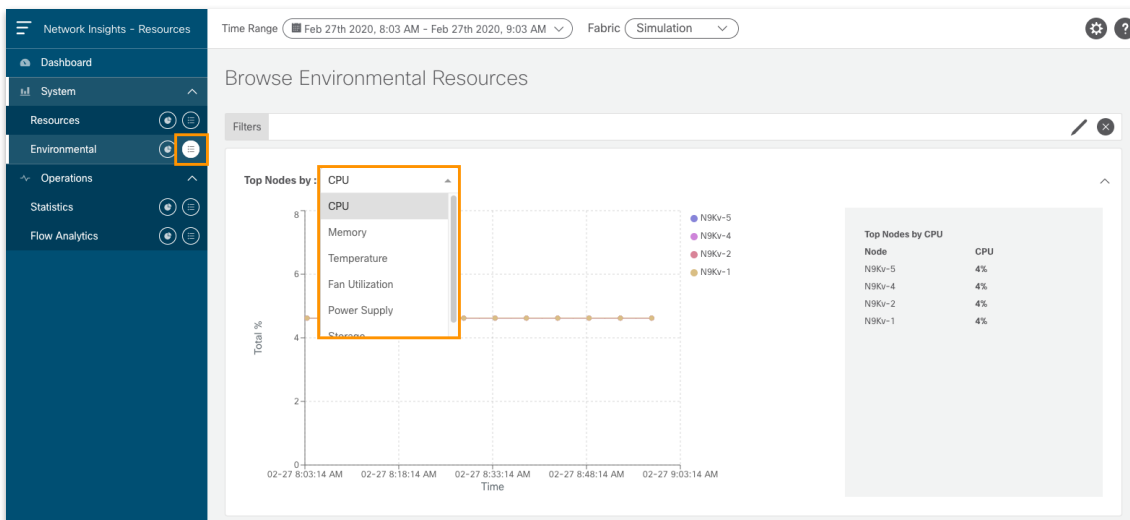 Network Insights - Resources
Time Range
Feb 27th 2020, 8:03 AM - Feb 27th 2020, 9:03 AM
Fabric
Simulation
?
Dashboard
System
Resources
Environmental
Operations
Statistics
Flow Analytics
Browse Environmental Resources
Filters
Top Nodes by :
CPU
CPU
Memory
Temperature
Fan Utilization
Power Supply
Storage
8
6
4
2
0
Total %
02-27 8:03:14 AM
02-27 8:18:14 AM
02-27 8:33:14 AM
02-27 8:48:14 AM
02-27 9:03:14 AM
Time
N9Kv-5
N9Kv-4
N9Kv-2
N9Kv-1
Top Nodes by CPU
Node CPU
N9Kv-5 4%
N9Kv-4 4%
N9Kv-2 4%
N9Kv-1 4%